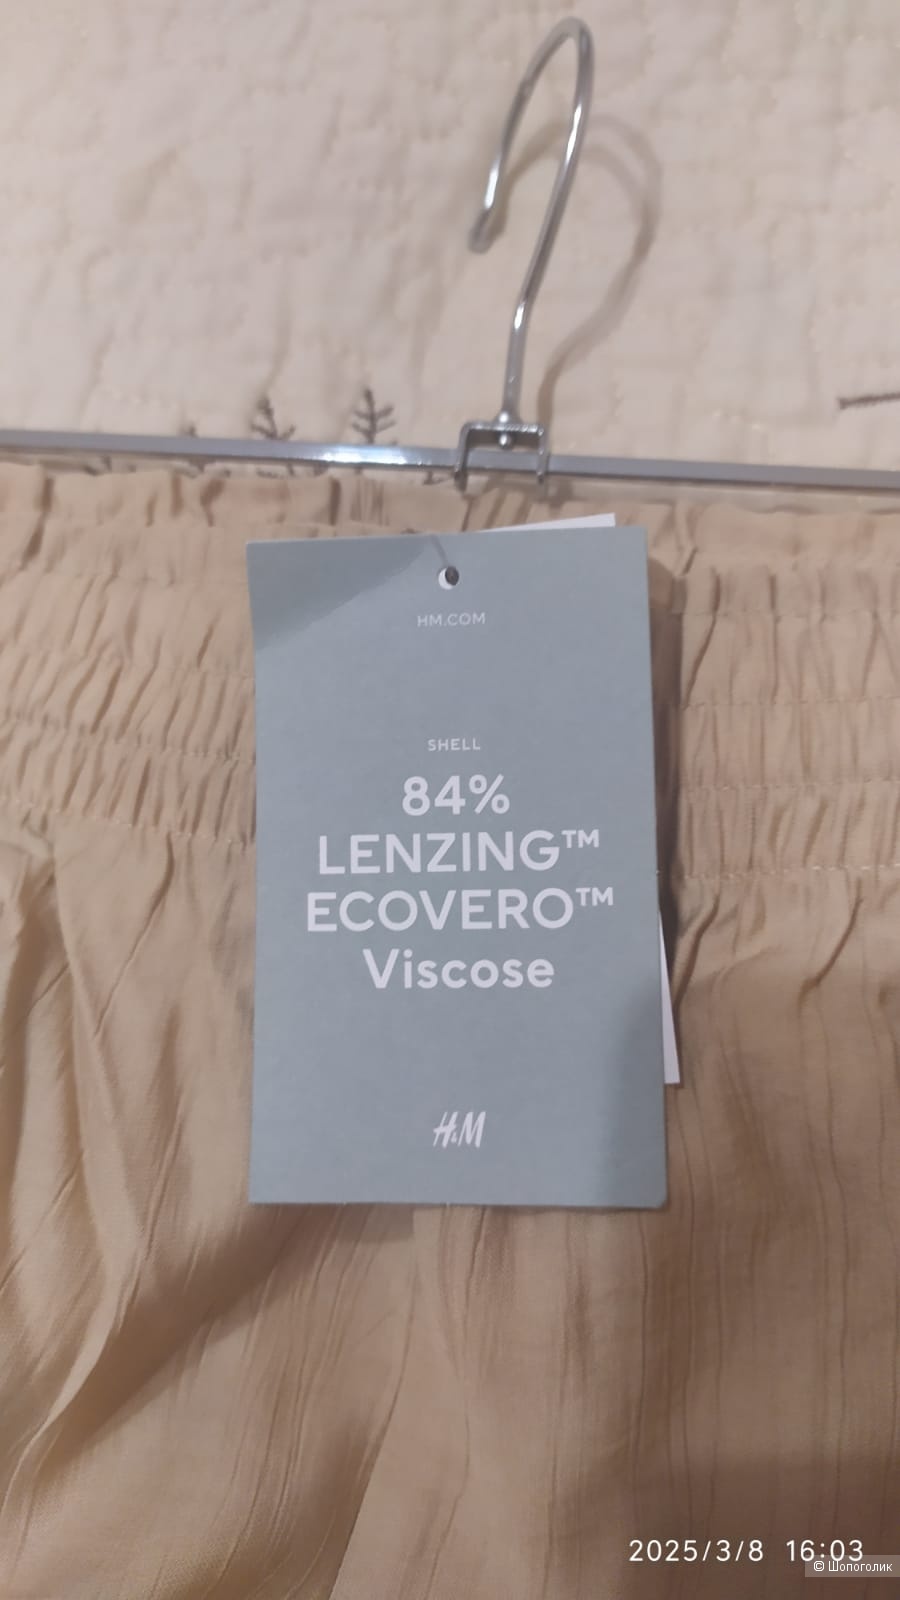 HM.COM
SHELL
84%
LENZING™
ECOVERO™
Viscose
H&M
2025/3/8 16:03
© Шопоголик